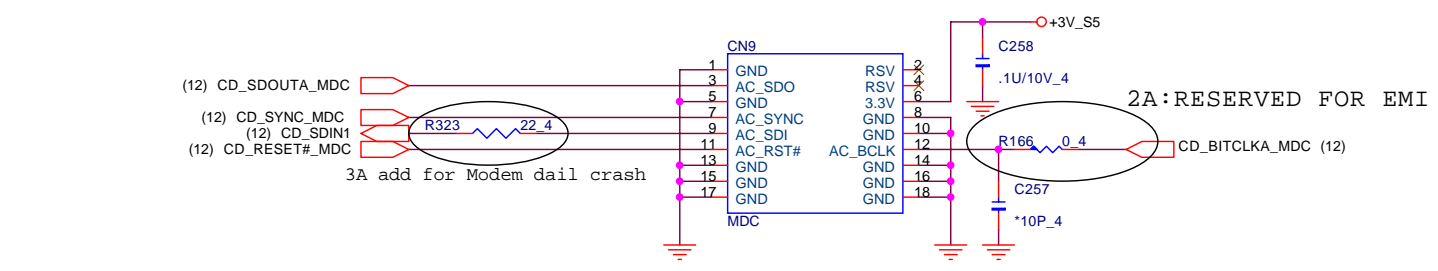 +3V_S5
CN9
C258
.1U/10V_4
1 GND RSV 2
(12) CD_SDOUTA_MDC 3 AC_SDO RSV 4
5 GND 3.3V 6
2A:RESERVED FOR EMI
(12) CD_SYNC_MDC 7 AC_SYNC GND 8
(12) CD_SDIN1 R323 22_4 9 AC_SDI GND 10
(12) CD_RESET#_MDC 11 AC_RST# AC_BCLK 12 R166 0_4 CD_BITCLKA_MDC (12)
13 GND GND 14
3A add for Modem dail crash
15 GND GND 16
17 GND GND 18
C257
*10P_4
MDC